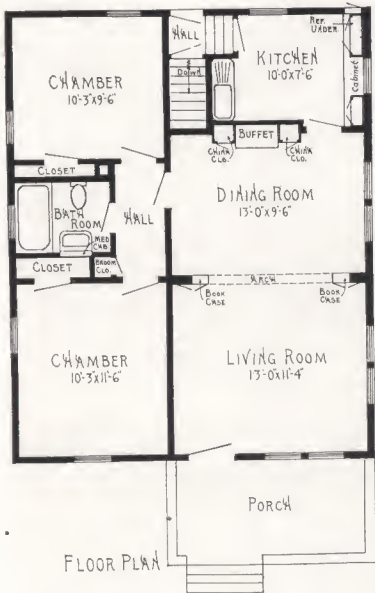 HALL
REF.
UNDER
KITCHEN
10'-0"x7'-6"
CHAMBER
10'-3"x9'-6"
DOWN
Cabinet
BUFFET
CHINA
CLO.
CHINA
CLO.
CLOSET
DINING ROOM
13'-0"x9'-6"
BATH
ROOM
HALL
MED
CAB
CLOSET
BROOM
CLO.
ARCH
BOOK
CASE
BOOK
CASE
CHAMBER
10'-3"x11'-6"
LIVING ROOM
13'-0"x11'-4"
PORCH
FLOOR PLAN